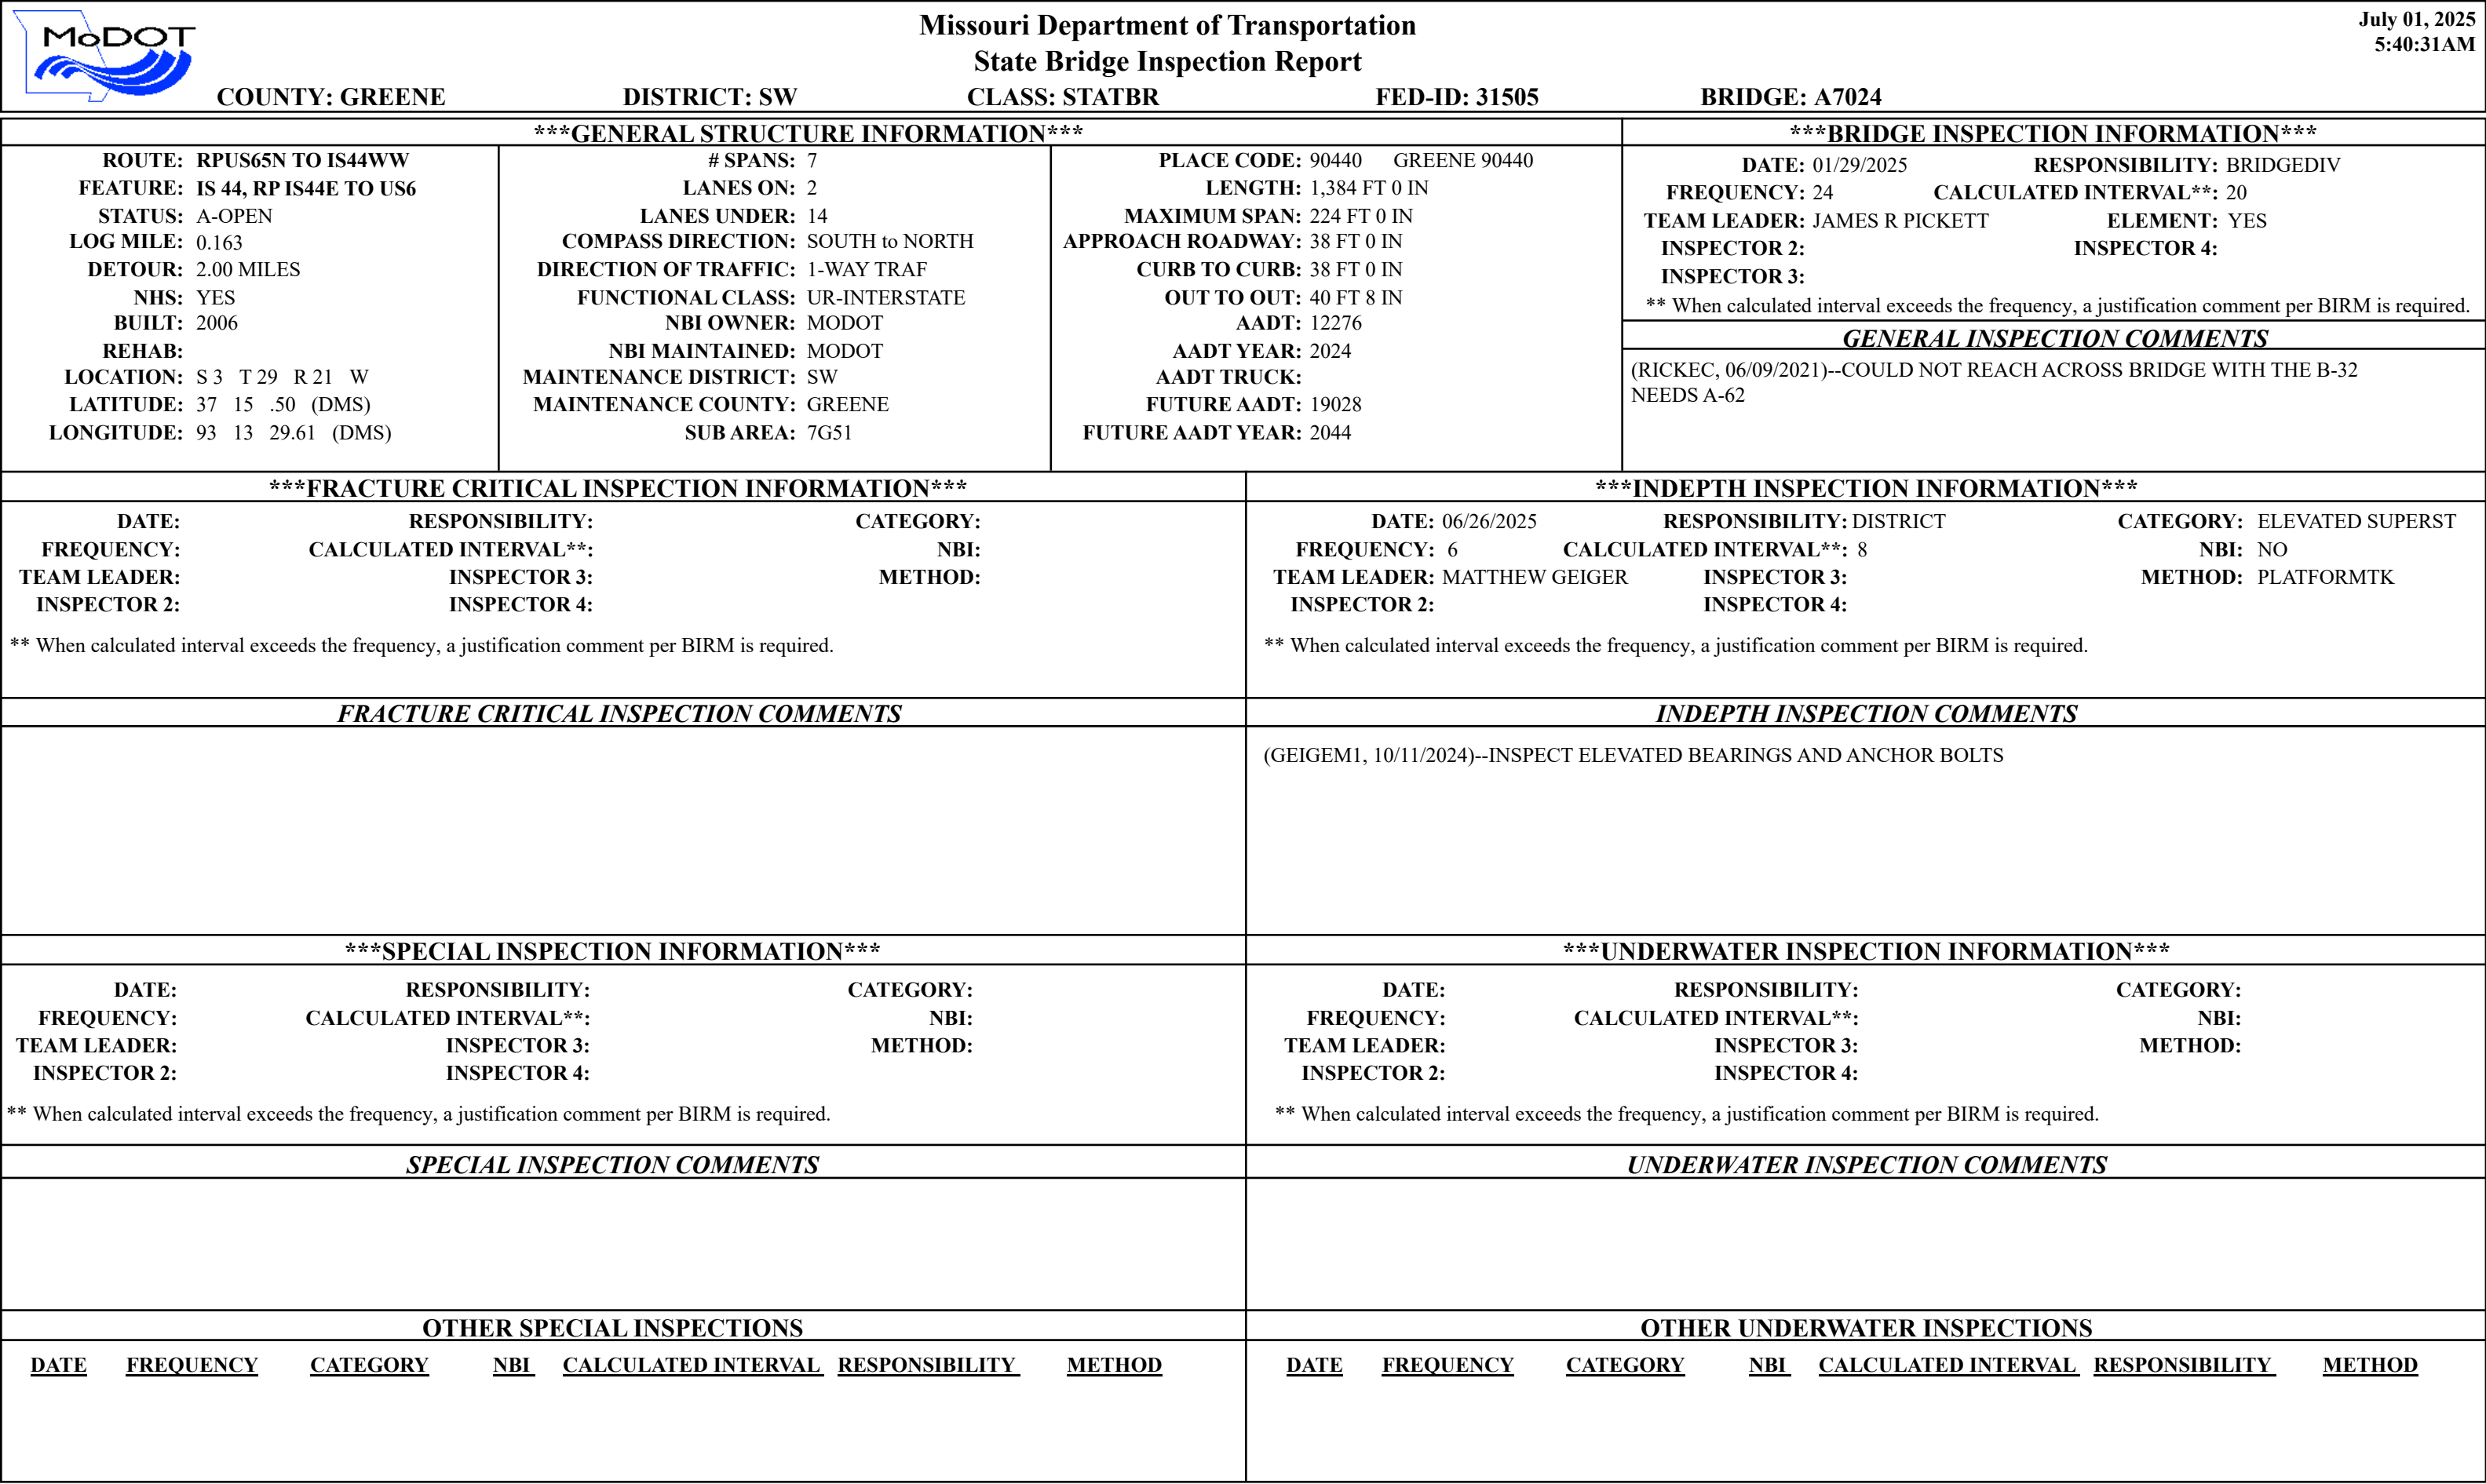 MoDOT
Missouri Department of Transportation
State Bridge Inspection Report
July 01, 2025
5:40:31AM
COUNTY: GREENE DISTRICT: SW CLASS: STATBR FED-ID: 31505 BRIDGE: A7024
***GENERAL STRUCTURE INFORMATION***
ROUTE: RPUS65N TO IS44WW
FEATURE: IS 44, RP IS44E TO US6
STATUS: A-OPEN
LOG MILE: 0.163
DETOUR: 2.00 MILES
NHS: YES
BUILT: 2006
REHAB:
LOCATION: S 3 T 29 R 21 W
LATITUDE: 37 15 .50 (DMS)
LONGITUDE: 93 13 29.61 (DMS)
# SPANS: 7
LANES ON: 2
LANES UNDER: 14
COMPASS DIRECTION: SOUTH to NORTH
DIRECTION OF TRAFFIC: 1-WAY TRAF
FUNCTIONAL CLASS: UR-INTERSTATE
NBI OWNER: MODOT
NBI MAINTAINED: MODOT
MAINTENANCE DISTRICT: SW
MAINTENANCE COUNTY: GREENE
SUB AREA: 7G51
PLACE CODE: 90440 GREENE 90440
LENGTH: 1,384 FT 0 IN
MAXIMUM SPAN: 224 FT 0 IN
APPROACH ROADWAY: 38 FT 0 IN
CURB TO CURB: 38 FT 0 IN
OUT TO OUT: 40 FT 8 IN
AADT: 12276
AADT YEAR: 2024
AADT TRUCK:
FUTURE AADT: 19028
FUTURE AADT YEAR: 2044
***BRIDGE INSPECTION INFORMATION***
DATE: 01/29/2025 RESPONSIBILITY: BRIDGEDIV
FREQUENCY: 24 CALCULATED INTERVAL**: 20
TEAM LEADER: JAMES R PICKETT ELEMENT: YES
INSPECTOR 2: INSPECTOR 4:
INSPECTOR 3:
** When calculated interval exceeds the frequency, a justification comment per BIRM is required.
GENERAL INSPECTION COMMENTS
(RICKEC, 06/09/2021)--COULD NOT REACH ACROSS BRIDGE WITH THE B-32
NEEDS A-62
***FRACTURE CRITICAL INSPECTION INFORMATION***
DATE: RESPONSIBILITY: CATEGORY:
FREQUENCY: CALCULATED INTERVAL**: NBI:
TEAM LEADER: INSPECTOR 3: METHOD:
INSPECTOR 2: INSPECTOR 4:
** When calculated interval exceeds the frequency, a justification comment per BIRM is required.
FRACTURE CRITICAL INSPECTION COMMENTS
***INDEPTH INSPECTION INFORMATION***
DATE: 06/26/2025 RESPONSIBILITY: DISTRICT CATEGORY: ELEVATED SUPERST
FREQUENCY: 6 CALCULATED INTERVAL**: 8 NBI: NO
TEAM LEADER: MATTHEW GEIGER INSPECTOR 3: METHOD: PLATFORMTK
INSPECTOR 2: INSPECTOR 4:
** When calculated interval exceeds the frequency, a justification comment per BIRM is required.
INDEPTH INSPECTION COMMENTS
(GEIGEM1, 10/11/2024)--INSPECT ELEVATED BEARINGS AND ANCHOR BOLTS
***SPECIAL INSPECTION INFORMATION***
DATE: RESPONSIBILITY: CATEGORY:
FREQUENCY: CALCULATED INTERVAL**: NBI:
TEAM LEADER: INSPECTOR 3: METHOD:
INSPECTOR 2: INSPECTOR 4:
** When calculated interval exceeds the frequency, a justification comment per BIRM is required.
SPECIAL INSPECTION COMMENTS
***UNDERWATER INSPECTION INFORMATION***
DATE: RESPONSIBILITY: CATEGORY:
FREQUENCY: CALCULATED INTERVAL**: NBI:
TEAM LEADER: INSPECTOR 3: METHOD:
INSPECTOR 2: INSPECTOR 4:
** When calculated interval exceeds the frequency, a justification comment per BIRM is required.
UNDERWATER INSPECTION COMMENTS
OTHER SPECIAL INSPECTIONS
DATE FREQUENCY CATEGORY NBI CALCULATED INTERVAL RESPONSIBILITY METHOD
OTHER UNDERWATER INSPECTIONS
DATE FREQUENCY CATEGORY NBI CALCULATED INTERVAL RESPONSIBILITY METHOD